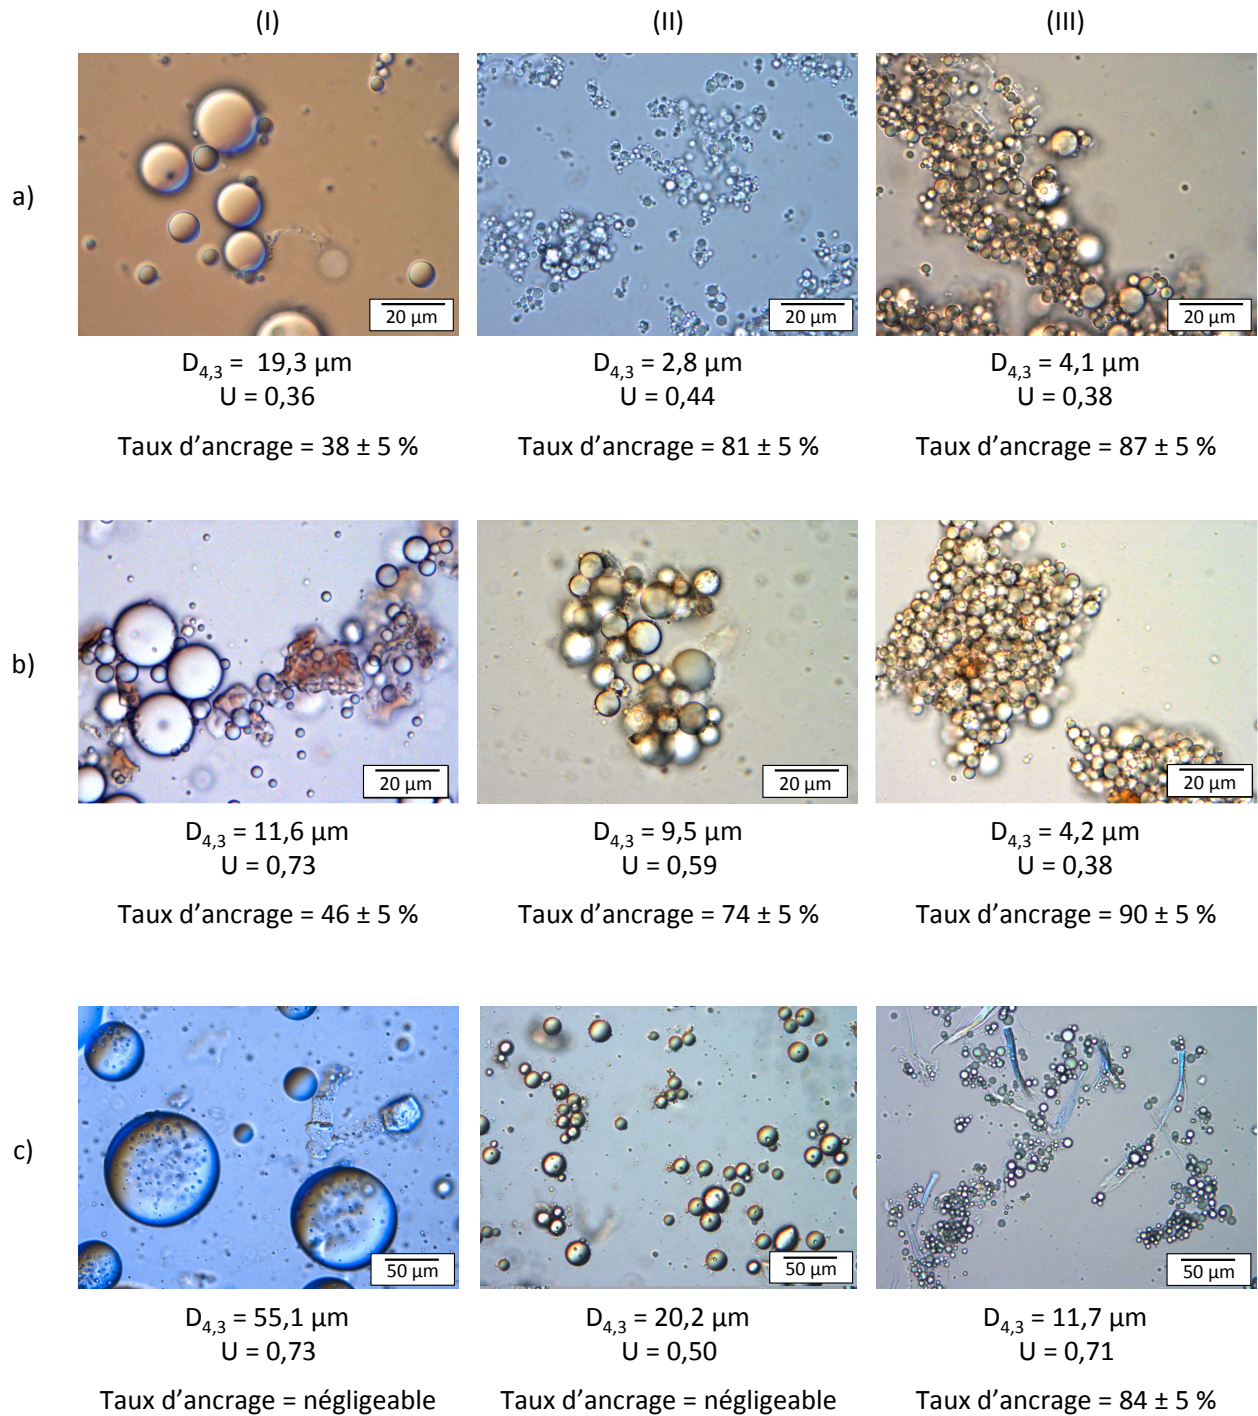 (I) (II) (III)
a)
20 µm 20 µm 20 µm
D4,3 = 19,3 µm D4,3 = 2,8 µm D4,3 = 4,1 µm
U = 0,36 U = 0,44 U = 0,38
Taux d’ancrage = 38 ± 5 % Taux d’ancrage = 81 ± 5 % Taux d’ancrage = 87 ± 5 %
b)
20 µm 20 µm 20 µm
D4,3 = 11,6 µm D4,3 = 9,5 µm D4,3 = 4,2 µm
U = 0,73 U = 0,59 U = 0,38
Taux d’ancrage = 46 ± 5 % Taux d’ancrage = 74 ± 5 % Taux d’ancrage = 90 ± 5 %
c)
50 µm 50 µm 50 µm
D4,3 = 55,1 µm D4,3 = 20,2 µm D4,3 = 11,7 µm
U = 0,73 U = 0,50 U = 0,71
Taux d’ancrage = négligeable Taux d’ancrage = négligeable Taux d’ancrage = 84 ± 5 %